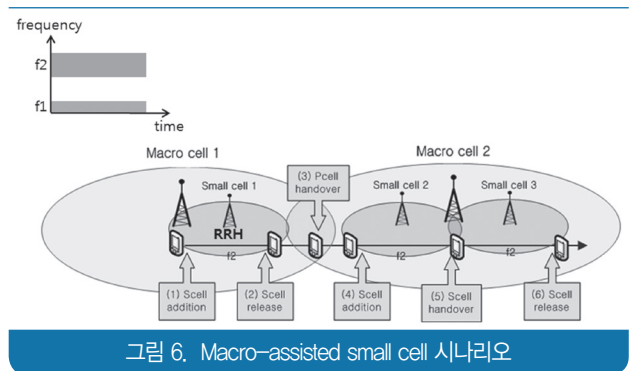 frequency
f2
f1
time
Macro cell 1
Macro cell 2
(3) Pcell
handover
Small cell 1
Small cell 2
Small cell 3
RRH
f2
f2
f2
(1) Scell
addition
(2) Scell
release
(4) Scell
addition
(5) Scell
handover
(6) Scell
release
그림 6. Macro-assisted small cell 시나리오